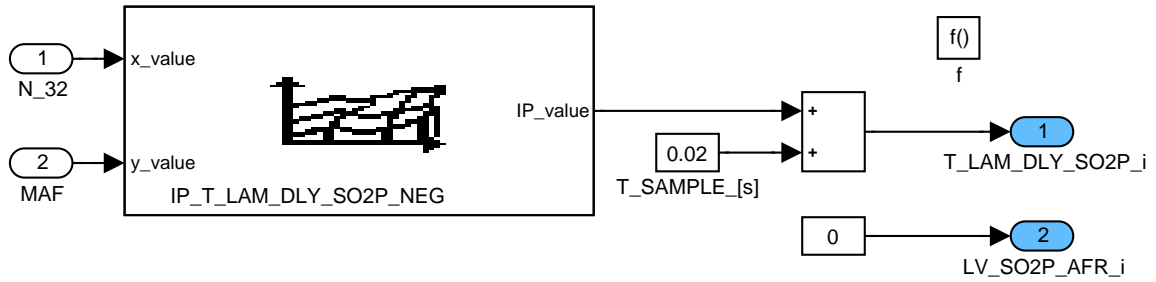 1
N_32
x_value
2
MAF
y_value
IP_value
IP_T_LAM_DLY_SO2P_NEG
0.02
T_SAMPLE_[s]
+
+
f()
f
1
T_LAM_DLY_SO2P_i
0
2
LV_SO2P_AFR_i